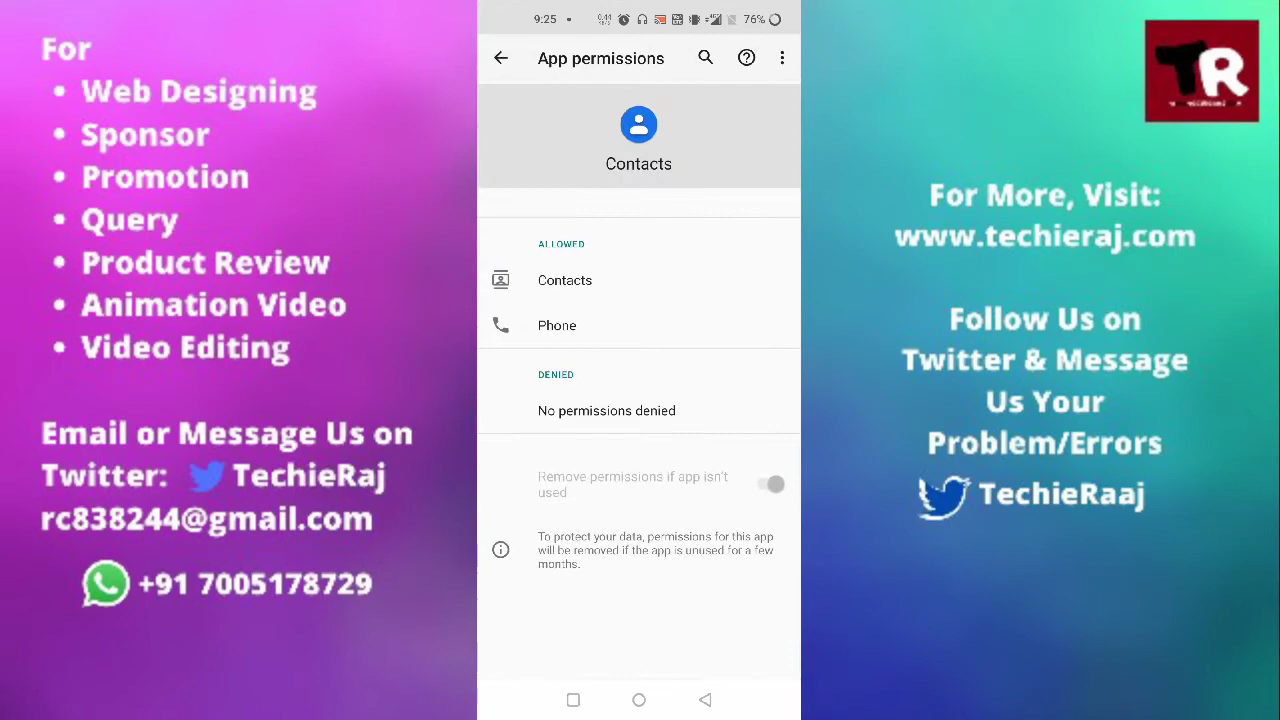 For
• Web Designing
• Sponsor
• Promotion
• Query
• Product Review
• Animation Video
• Video Editing
Email or Message Us on
Twitter: TechieRaj
rc838244@gmail.com
+91 7005178729
9:25 •
0.44
76%
App permissions
Contacts
ALLOWED
Contacts
Phone
DENIED
No permissions denied
Remove permissions if app isn't
used
To protect your data, permissions for this app
will be removed if the app is unused for a few
months.
TR
For More, Visit:
www.techieraj.com
Follow Us on
Twitter & Message
Us Your
Problem/Errors
TechieRaaj